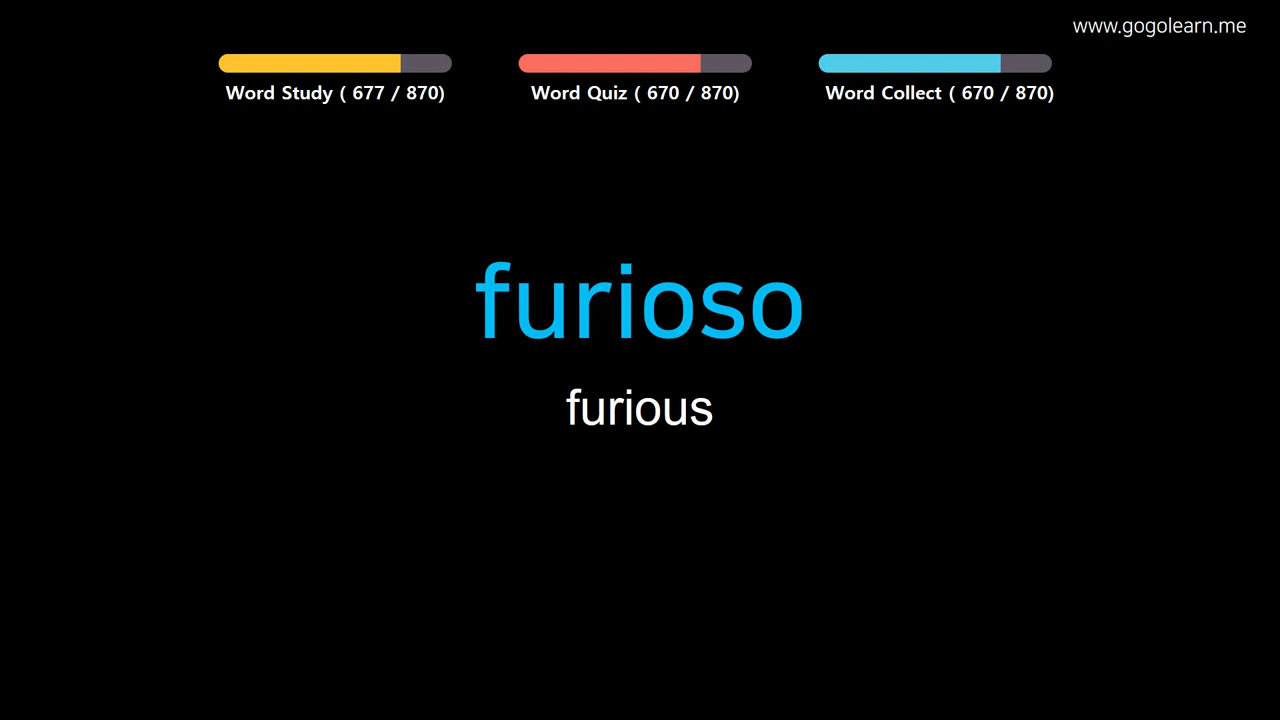 www.gogolearn.me
Word Study ( 677 / 870)
Word Quiz ( 670 / 870)
Word Collect ( 670 / 870)
furioso
furious